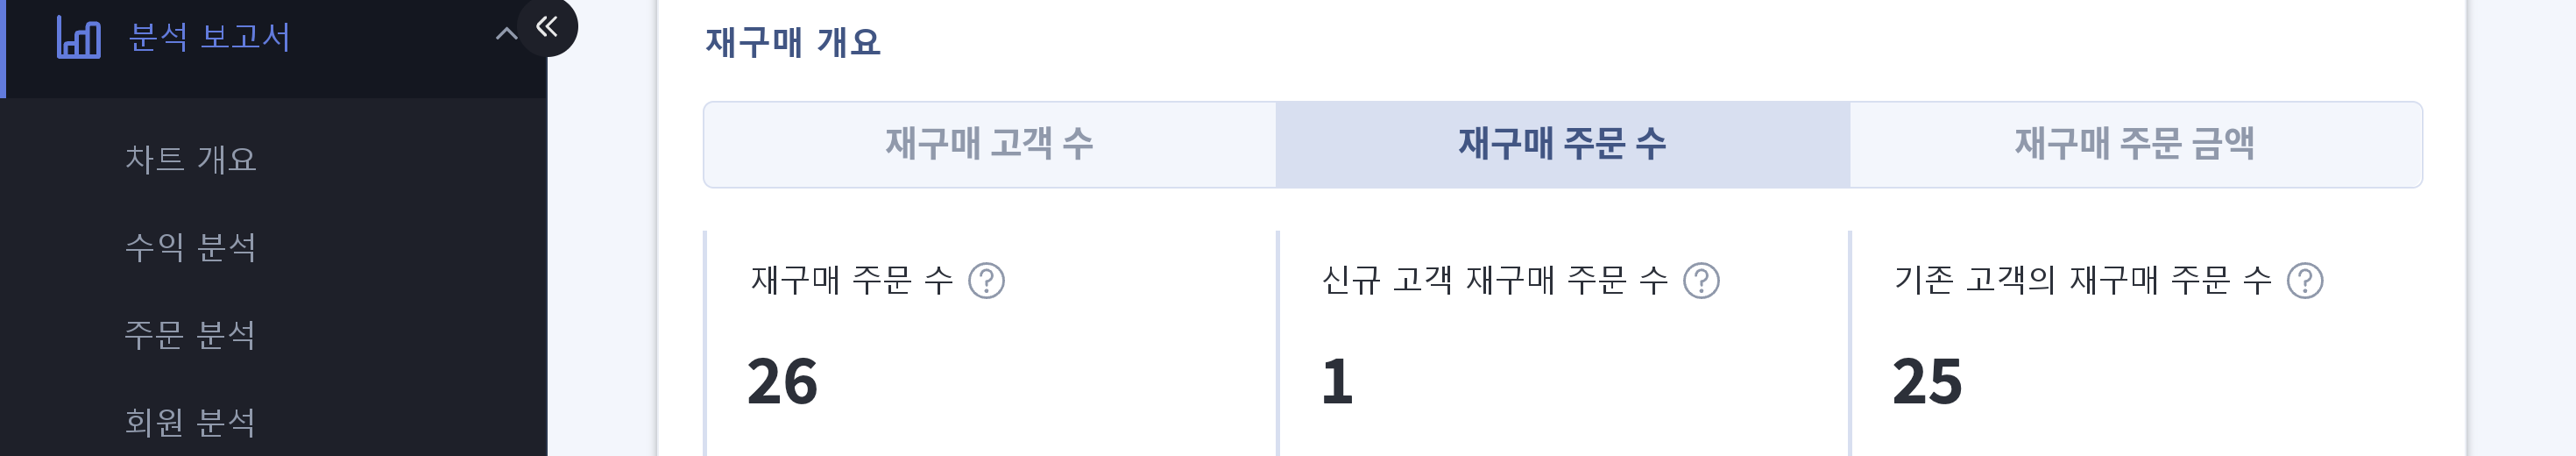 분석 보고서
차트 개요
수익 분석
주문 분석
회원 분석
재구매 개요
재구매 고객 수
재구매 주문 수
재구매 주문 금액
재구매 주문 수 ?
26
신규 고객 재구매 주문 수 ?
1
기존 고객의 재구매 주문 수 ?
25